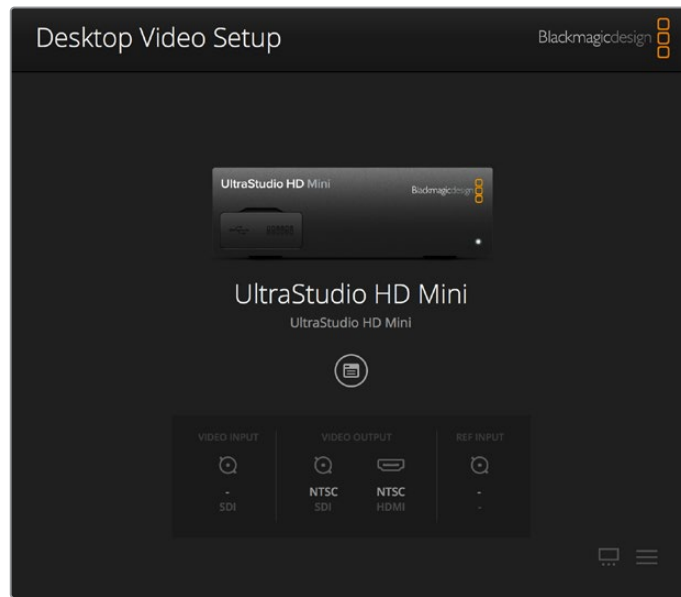 Desktop Video Setup
Blackmagicdesign
UltraStudio HD Mini
Blackmagicdesign
UltraStudio HD Mini
UltraStudio HD Mini
VIDEO INPUT VIDEO OUTPUT REF INPUT
- NTSC NTSC -
SDI SDI HDMI -